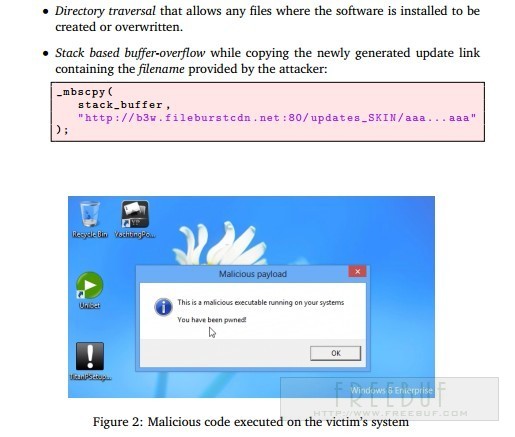 • Directory traversal that allows any files where the software is installed to be
created or overwritten.
• Stack based buffer-overflow while copying the newly generated update link
containing the filename provided by the attacker:
_mbscpy(
stack_buffer,
"http://b3w.fileburstcdn.net:80/updates_SKIN/aaa...aaa"
);
Recycle Bin
YachtingPo...
Unibet
TitanPSetup...
Malicious payload
x
This is a malicious executable running on your systems
You have been pwned!
OK
Windows 8 Enterprise
FREEBUF
HTTP://WWW.FREEBUF.COM
Figure 2: Malicious code executed on the victim's system